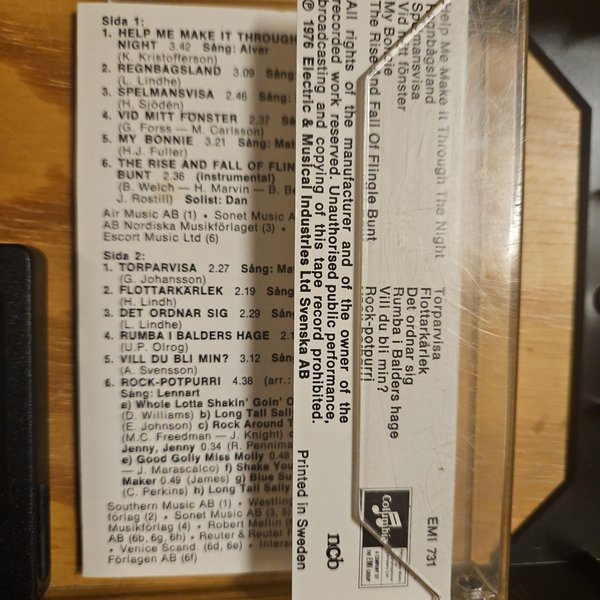 Sida 1:
1. HELP ME MAKE IT THROUGH
NIGHT 3.42 Sång: Alvar
(K. Kristofferson)
2. REGNBÅGSLAND 3.09 Sång:
(L. Lindhe)
3. SPELMANSVISA 2.46 Sång:
(H. Sjödén)
4. VID MITT FÖNSTER 2.37
(G. Forss — M. Carlsson)
5. MY BONNIE 3.21 Sång: Mat
(H.J. Fuller)
6. THE RISE AND FALL OF FLIN
BUNT 2.36 (instrumental)
(B. Welch — H. Marvin — B. Be
J. Rostill) Solist: Dan
Air Music AB (1) • Sonet Music A
AB Nordiska Musikförlaget (3) •
Escort Music Ltd (6)
Sida 2:
1. TORPARVISA 2.27 Sång: Mat
(G. Johansson)
2. FLOTTARKÄRLEK 2.19 Sång:
(H. Lindh)
3. DET ORDNAR SIG 2.29 Sång:
(L. Lindhe)
4. RUMBA I BALDERS HAGE 2.1
(U.P. Olrog)
5. VILL DU BLI MIN? 3.12 Sång:
(A. Svensson)
6. ROCK-POTPURRI 4.38 (arr.:
Sång: Lennart
a) Whole Lotta Shakin' Goin' O
(D. Williams) b) Long Tall Sally
(E. Johnson) c) Rock Around T
(M.C. Freedman — J. Knight)
Jenny, Jenny 0.34 (R. Pennima
e) Good Golly Miss Molly 0.48
— J. Marascalco) f) Shake You
Maker 0.49 (James) g) Blue Su
(C. Perkins) h) Long Tall Sally
Southern Music AB (1) • Westlin
förlag (2) • Sonet Music AB (3, 5)
Musikförlag (4) • Robert Mellin (
AB (6b, 6g, 6h) • Reuter & Reuter F
• Venice Scand. (6d, 6e) • Interso
Förlagen AB (6f)
Help Me Make It Through The Night
Regnbågsland
Spelmansvisa
Vid mitt fönster
My Bonnie
The Rise And Fall Of Flingle Bunt
Torparvisa
Flottarkärlek
Det ordnar sig
Rumba i Balders hage
Vill du bli min?
Rock-potpurri
All rights of the manufacturer and of the owner of the
recorded work reserved. Unauthorised public performance,
broadcasting and copying of this tape record prohibited.
℗ 1976 Electric & Musical Industries Ltd Svenska AB
Printed in Sweden
ncb
Columbia
EMI 731